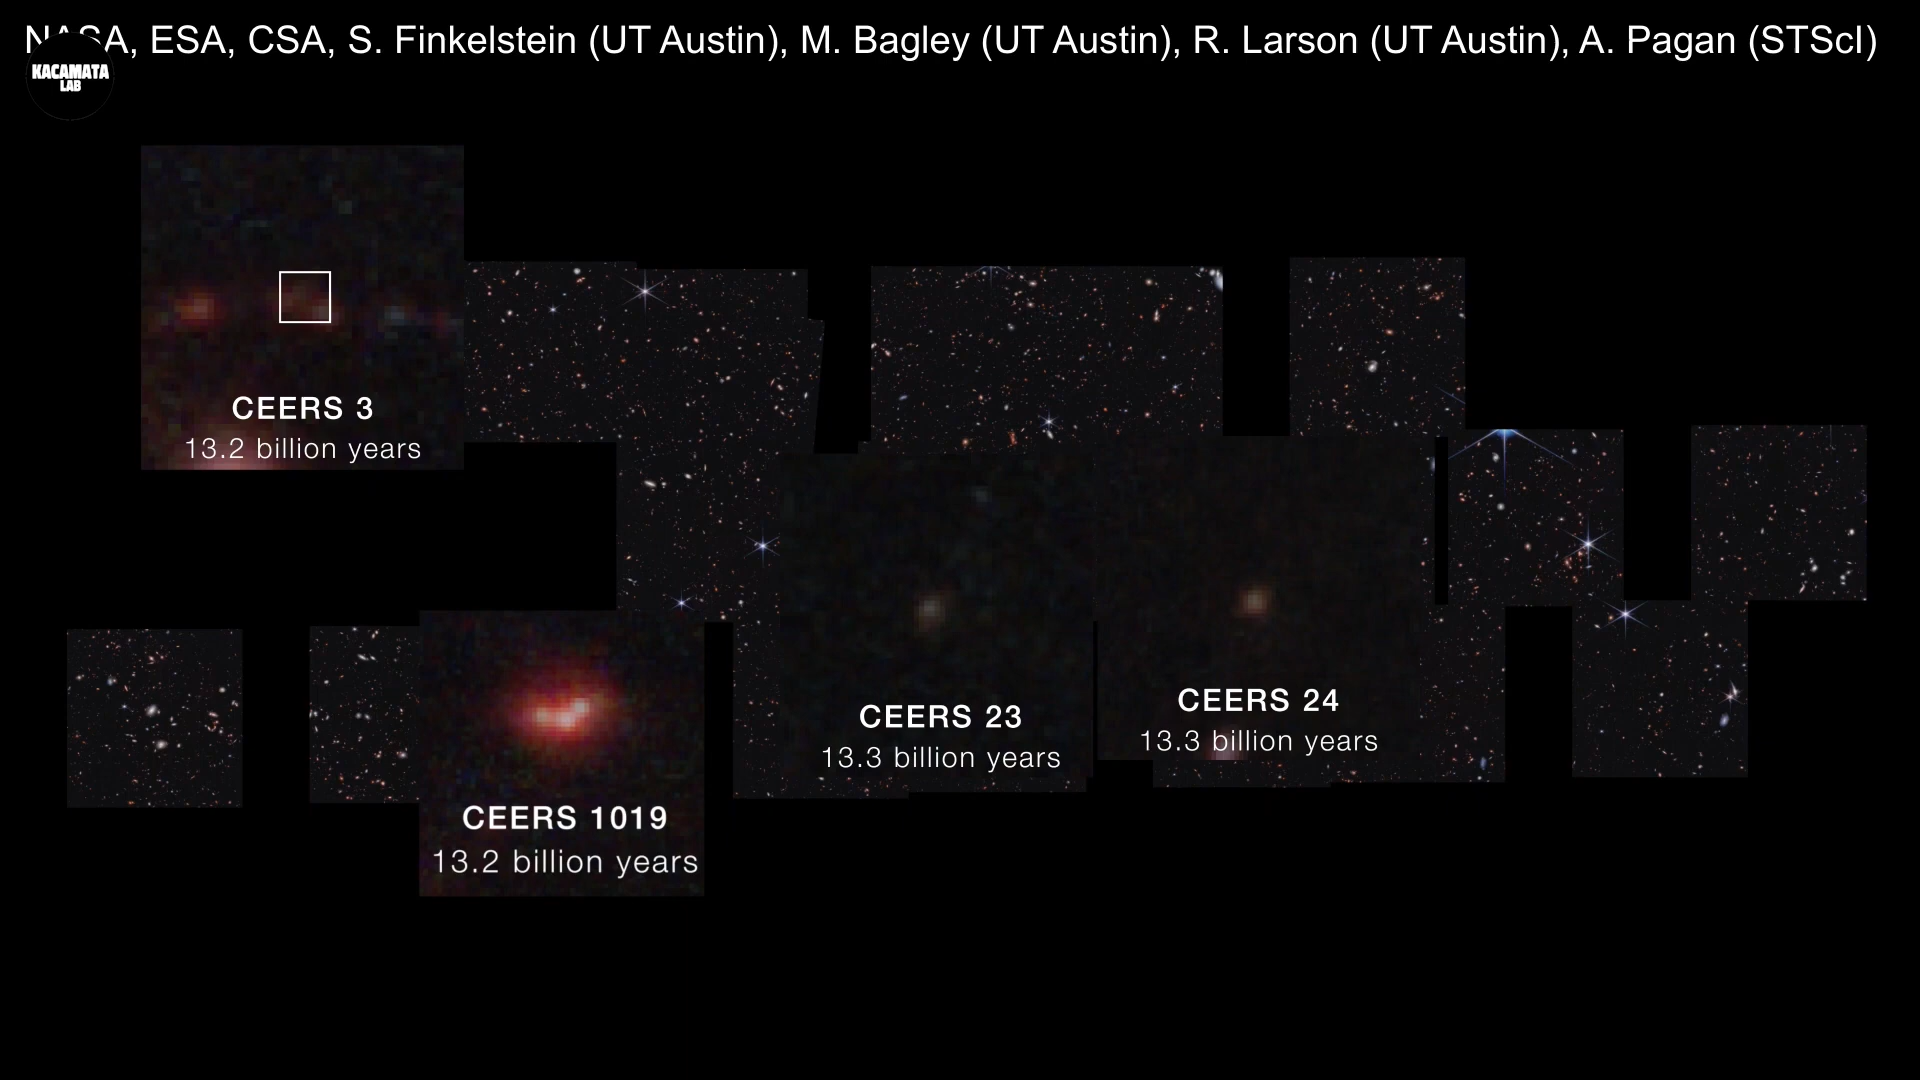 NASA, ESA, CSA, S. Finkelstein (UT Austin), M. Bagley (UT Austin), R. Larson (UT Austin), A. Pagan (STScI)
KACAMATA
LAB
CEERS 3
13.2 billion years
CEERS 23
13.3 billion years
CEERS 24
13.3 billion years
CEERS 1019
13.2 billion years